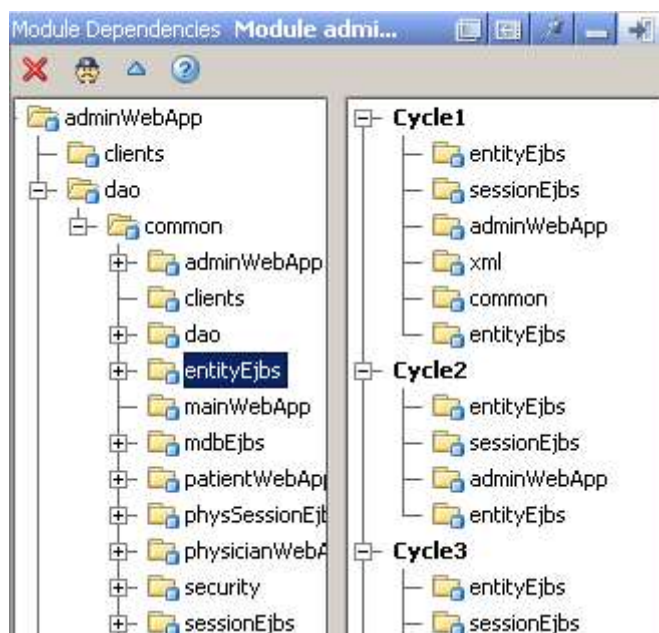 Module Dependencies Module admi...
adminWebApp
clients
dao
common
adminWebApp
clients
dao
entityEjbs
mainWebApp
mdbEjbs
patientWebApp
physSessionEjb
physicianWebA
security
sessionEjbs
Cycle1
entityEjbs
sessionEjbs
adminWebApp
xml
common
entityEjbs
Cycle2
entityEjbs
sessionEjbs
adminWebApp
entityEjbs
Cycle3
entityEjbs
sessionEjbs